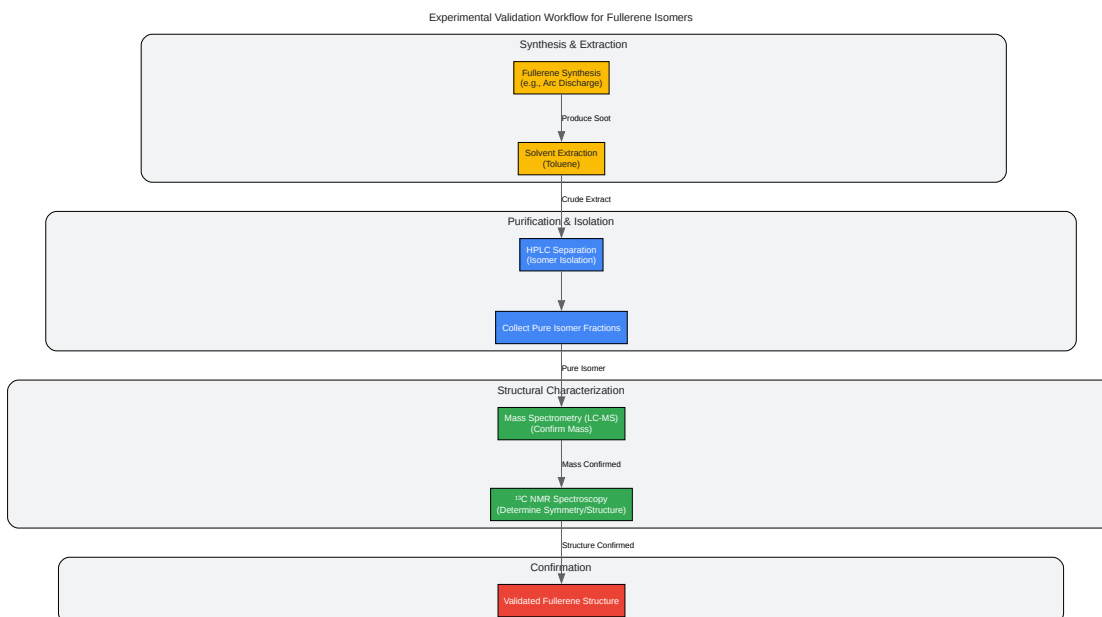 Experimental Validation Workflow for Fullerene Isomers
Synthesis & Extraction
Fullerene Synthesis
(e.g., Arc Discharge)
Produce Soot
Solvent Extraction
(Toluene)
Crude Extract
Purification & Isolation
HPLC Separation
(Isomer Isolation)
Collect Pure Isomer Fractions
Pure Isomer
Structural Characterization
Mass Spectrometry (LC-MS)
(Confirm Mass)
Mass Confirmed
¹³C NMR Spectroscopy
(Determine Symmetry/Structure)
Structure Confirmed
Confirmation
Validated Fullerene Structure